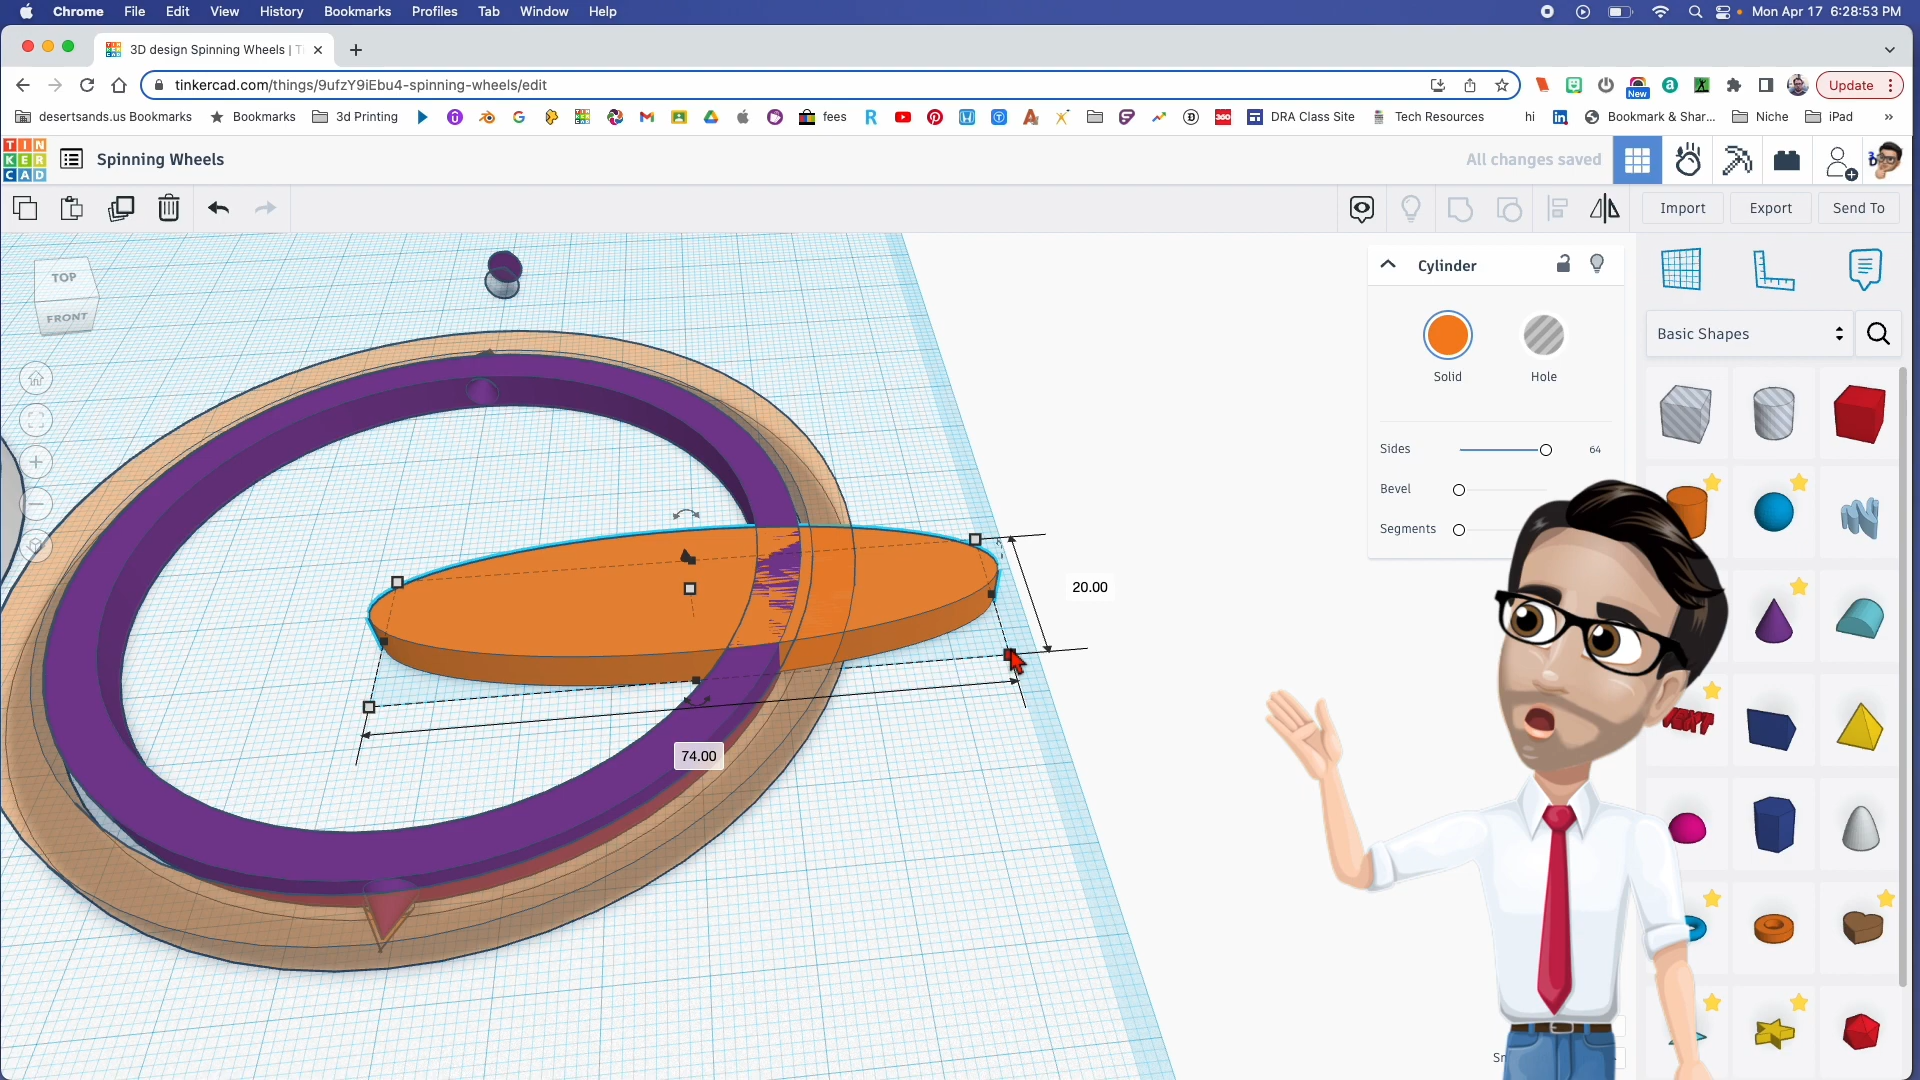 Chrome File Edit View History Bookmarks Profiles Tab Window Help
Mon Apr 17 6:28:53 PM
3D design Spinning Wheels | T
tinkercad.com/things/9ufzY9iEbu4-spinning-wheels/edit
New
Update
desertsands.us Bookmarks Bookmarks 3d Printing fees DRA Class Site Tech Resources hi Bookmark & Shar... Niche iPad »
TIN
KER
CAD
Spinning Wheels
All changes saved
Import Export Send To
TOP
FRONT
Cylinder
Solid Hole
Sides 64
Bevel
Segments
Basic Shapes
20.00
74.00
Sn